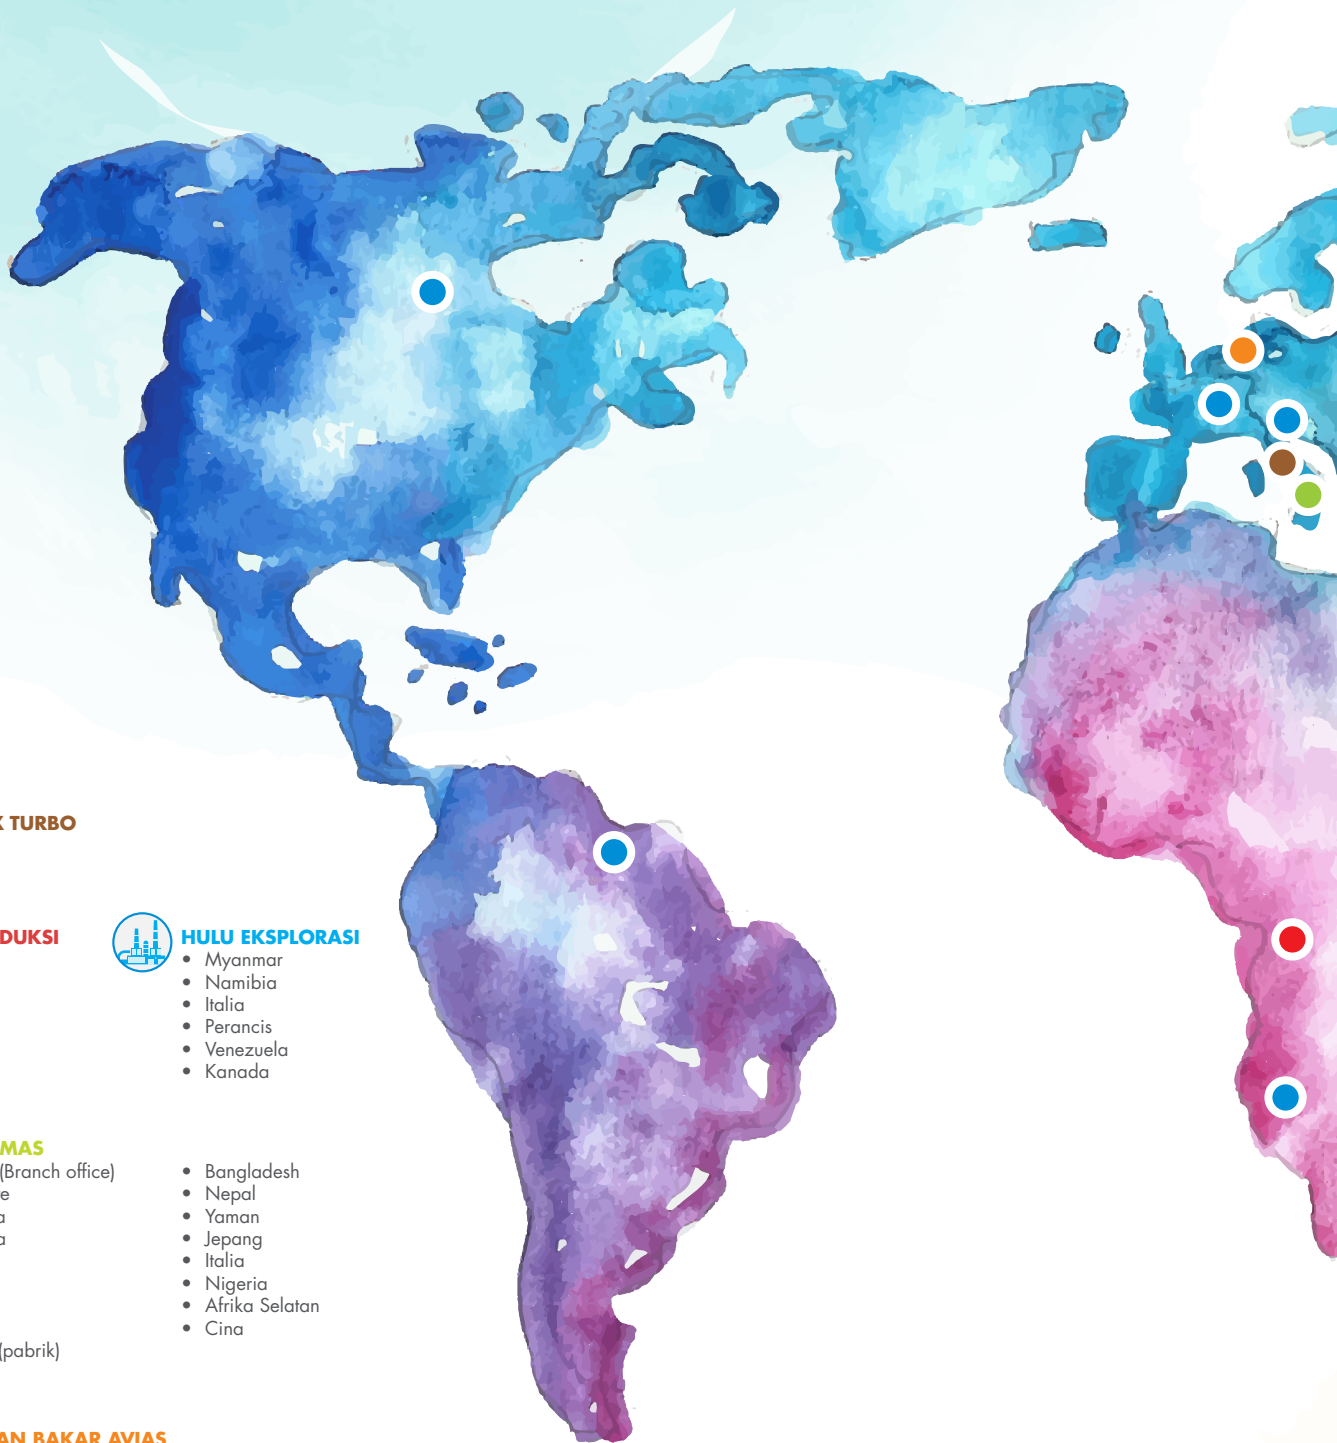 TURBO
DUKSI
HULU EKSPLORASI
• Myanmar
• Namibia
• Italia
• Perancis
• Venezuela
• Kanada
MAS
(Branch office)
• Bangladesh
• Nepal
• Yaman
• Jepang
• Italia
• Nigeria
• Afrika Selatan
• Cina
(pabrik)
AN BAKAR AVIAS